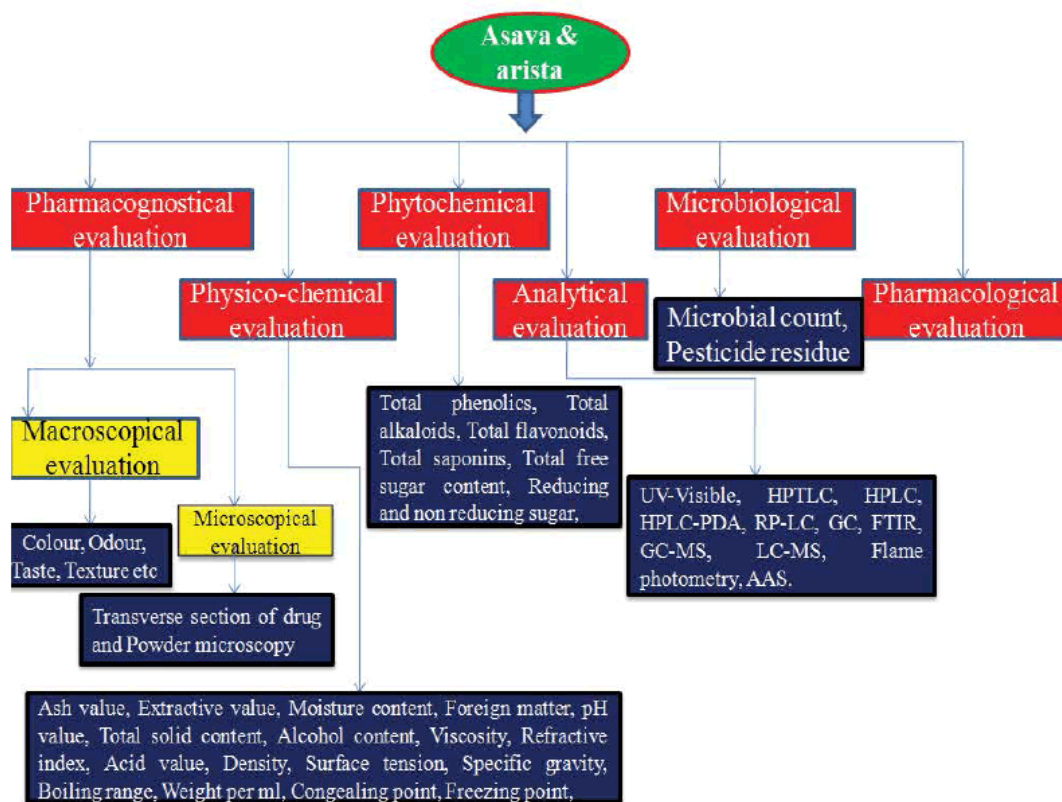 Asava &
arista
Pharmacognostical
evaluation
Phytochemical
evaluation
Microbiological
evaluation
Physico-chemical
evaluation
Analytical
evaluation
Pharmacological
evaluation
Microbial count,
Pesticide residue
Macroscopical
evaluation
Total phenolics, Total
alkaloids, Total flavonoids,
Total saponins, Total free
sugar content, Reducing
and non reducing sugar,
UV-Visible, HPTLC, HPLC,
HPLC-PDA, RP-LC, GC, FTIR,
GC-MS, LC-MS, Flame
photometry, AAS.
Microscopical
evaluation
Colour, Odour,
Taste, Texture etc
Transverse section of drug
and Powder microscopy
Ash value, Extractive value, Moisture content, Foreign matter, pH
value, Total solid content, Alcohol content, Viscosity, Refractive
index, Acid value, Density, Surface tension, Specific gravity,
Boiling range, Weight per ml, Congealing point, Freezing point,